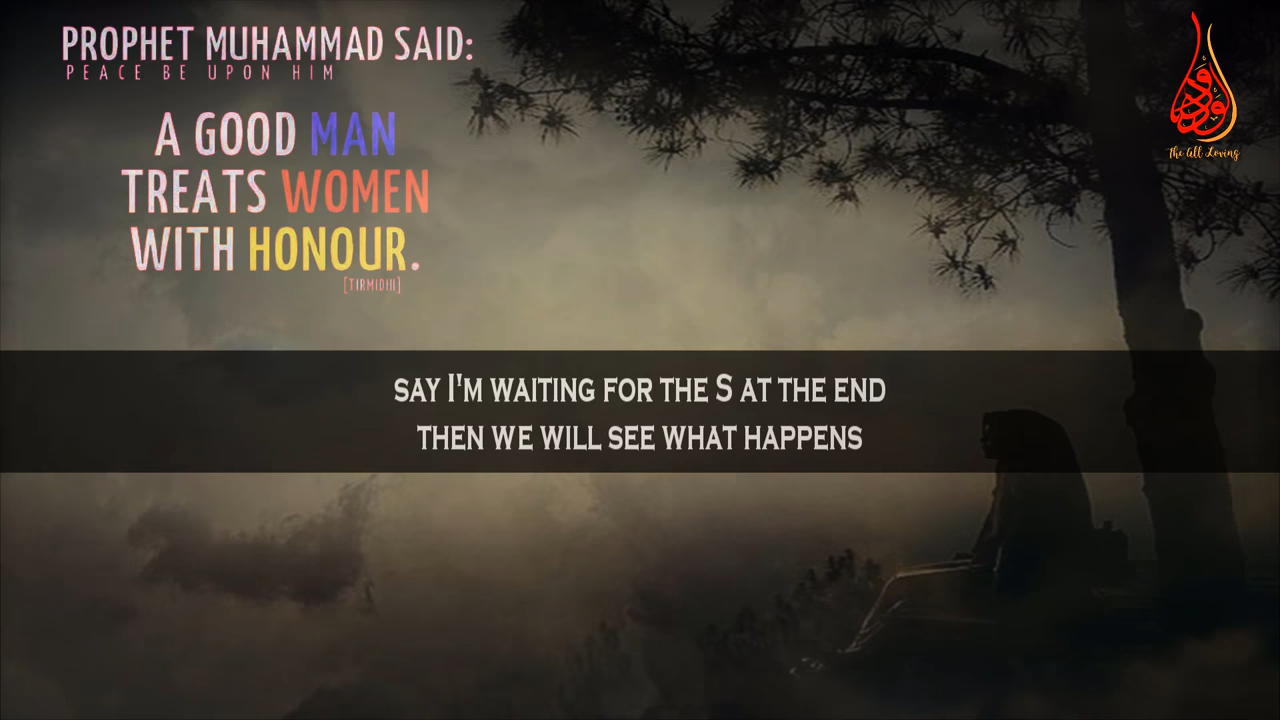 PROPHET MUHAMMAD SAID:
PEACE BE UPON HIM
A GOOD MAN
TREATS WOMEN
WITH HONOUR.
[TIRMIDHI]
الودود
The All Loving
SAY I'M WAITING FOR THE S AT THE END
THEN WE WILL SEE WHAT HAPPENS